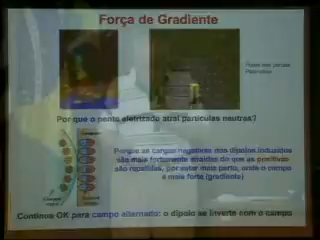 Força de Gradiente
Por que o pente eletrizado atrai partículas neutras?
Porque as cargas negativas dos dipolos induzidos
são mais fortemente atraídas do que as positivas
são repelidas, por estar mais perto, onde o campo
é mais forte (gradiente)
Continua OK para campo alternado: o dipolo se inverte com o campo